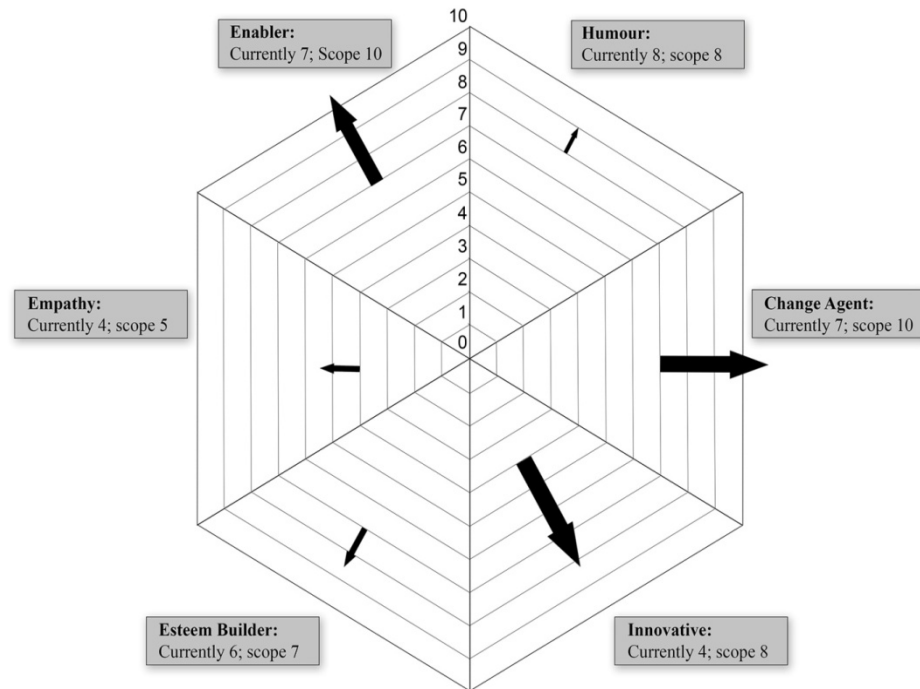 Enabler:
Currently 7; Scope 10
Humour:
Currently 8; scope 8
10
9
8
7
6
5
4
3
2
1
0
Empathy:
Currently 4; scope 5
Change Agent:
Currently 7; scope 10
Esteem Builder:
Currently 6; scope 7
Innovative:
Currently 4; scope 8